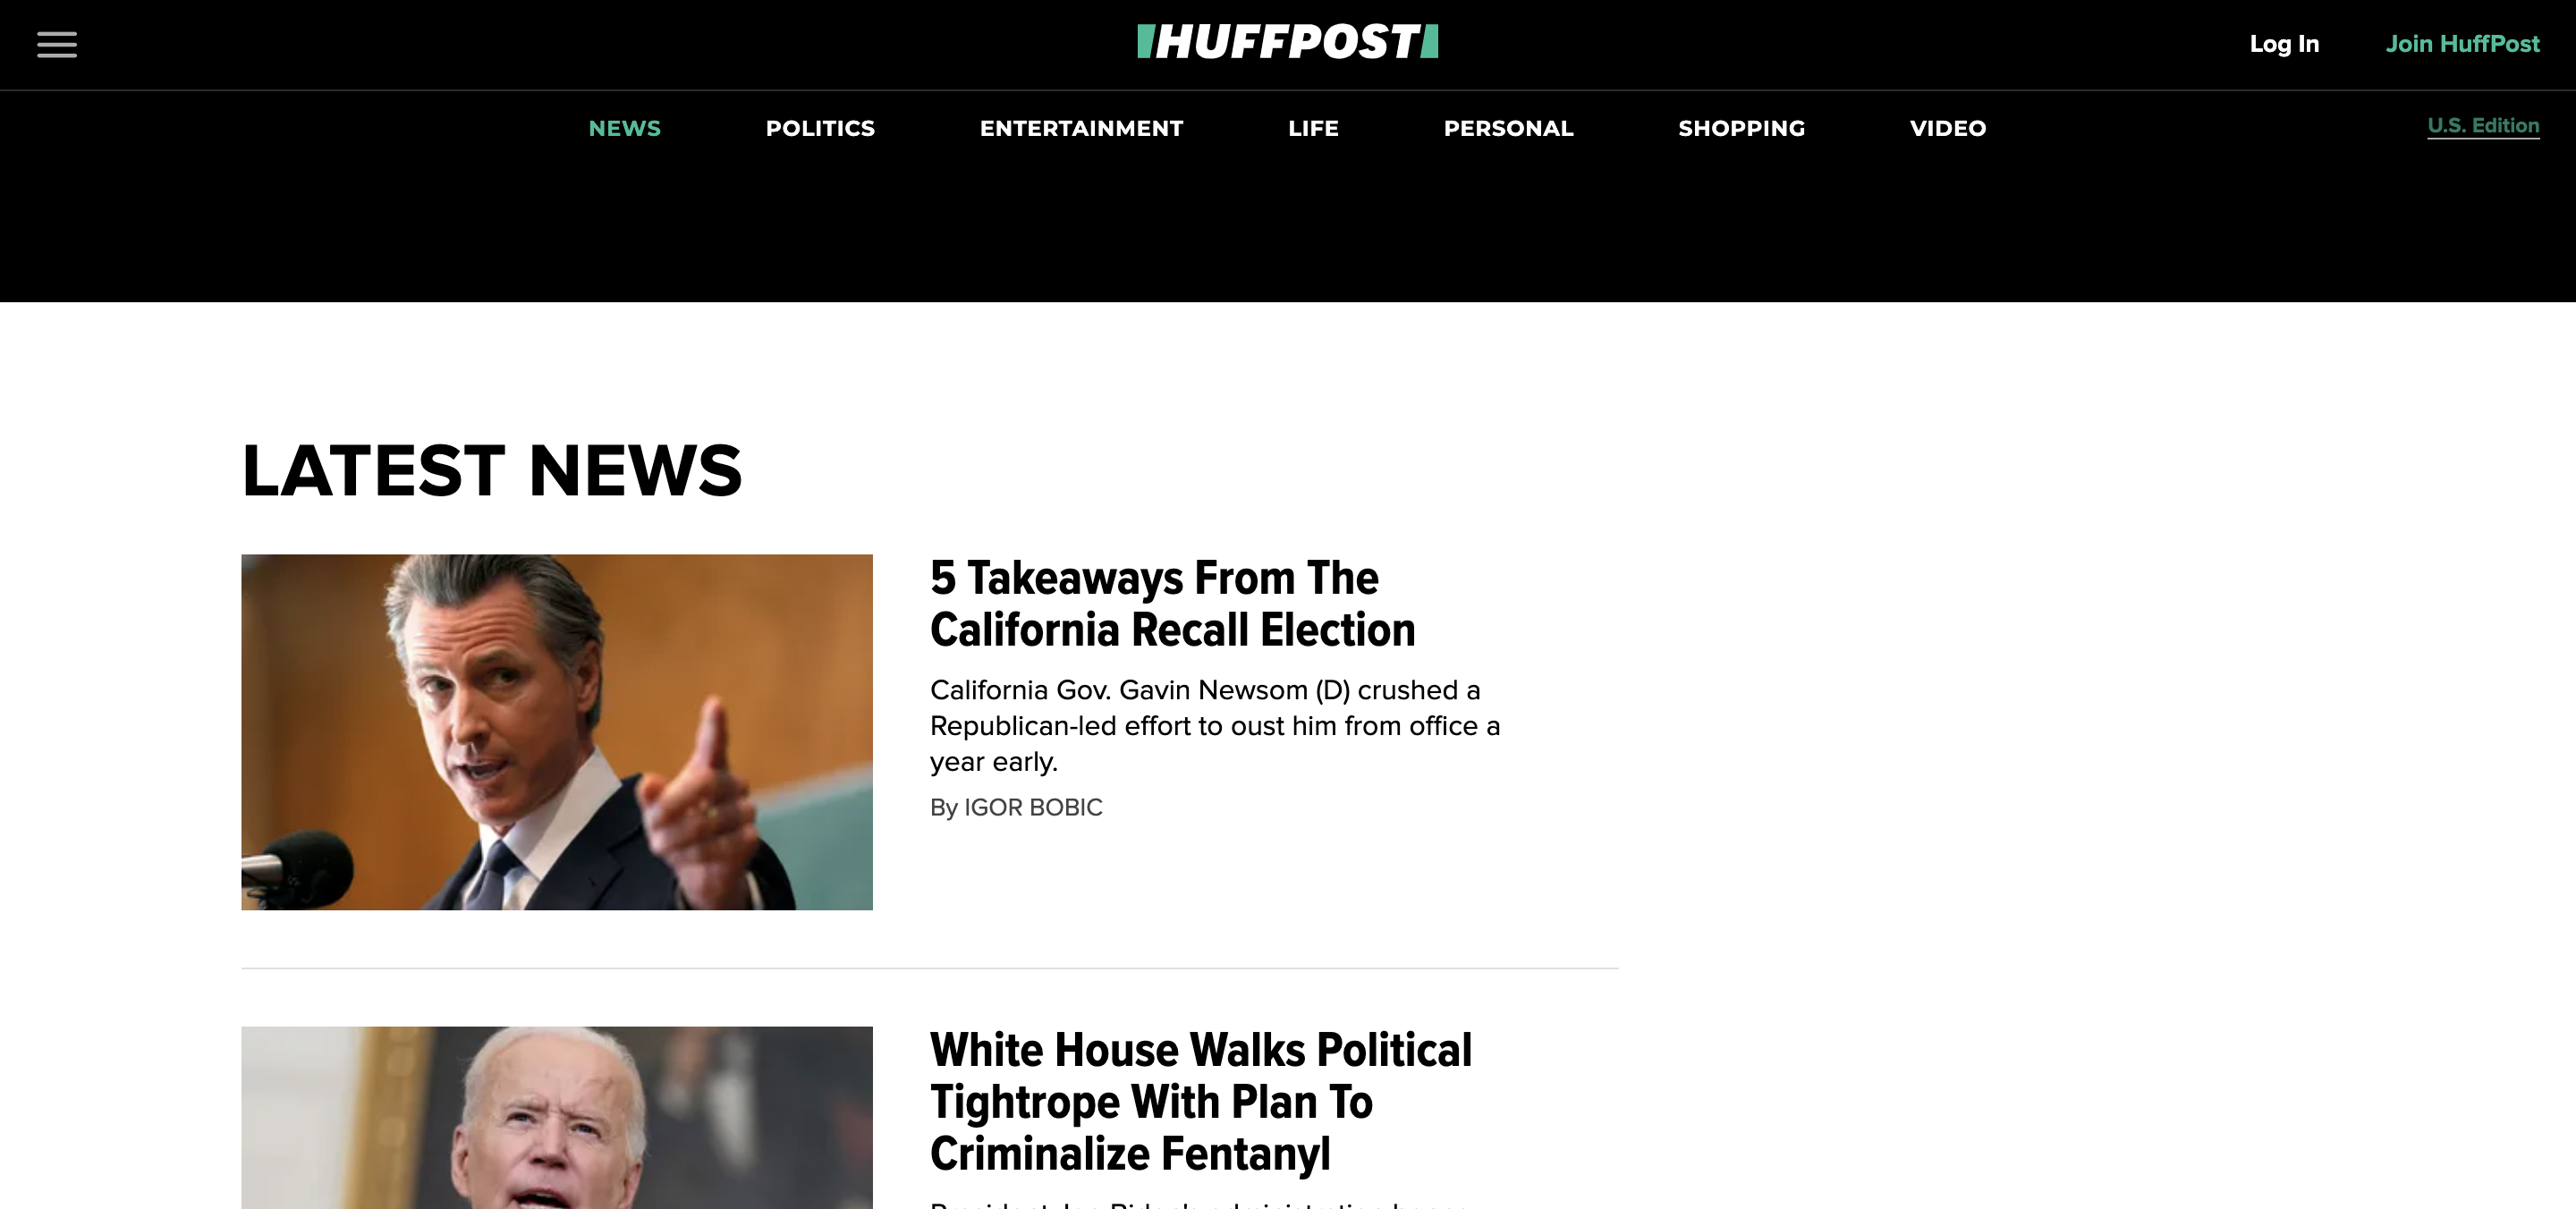 HUFFPOST
Log In
Join HuffPost
NEWS
POLITICS
ENTERTAINMENT
LIFE
PERSONAL
SHOPPING
VIDEO
U.S. Edition
LATEST NEWS
5 Takeaways From The
California Recall Election
California Gov. Gavin Newsom (D) crushed a
Republican-led effort to oust him from office a
year early.
By IGOR BOBIC
White House Walks Political
Tightrope With Plan To
Criminalize Fentanyl